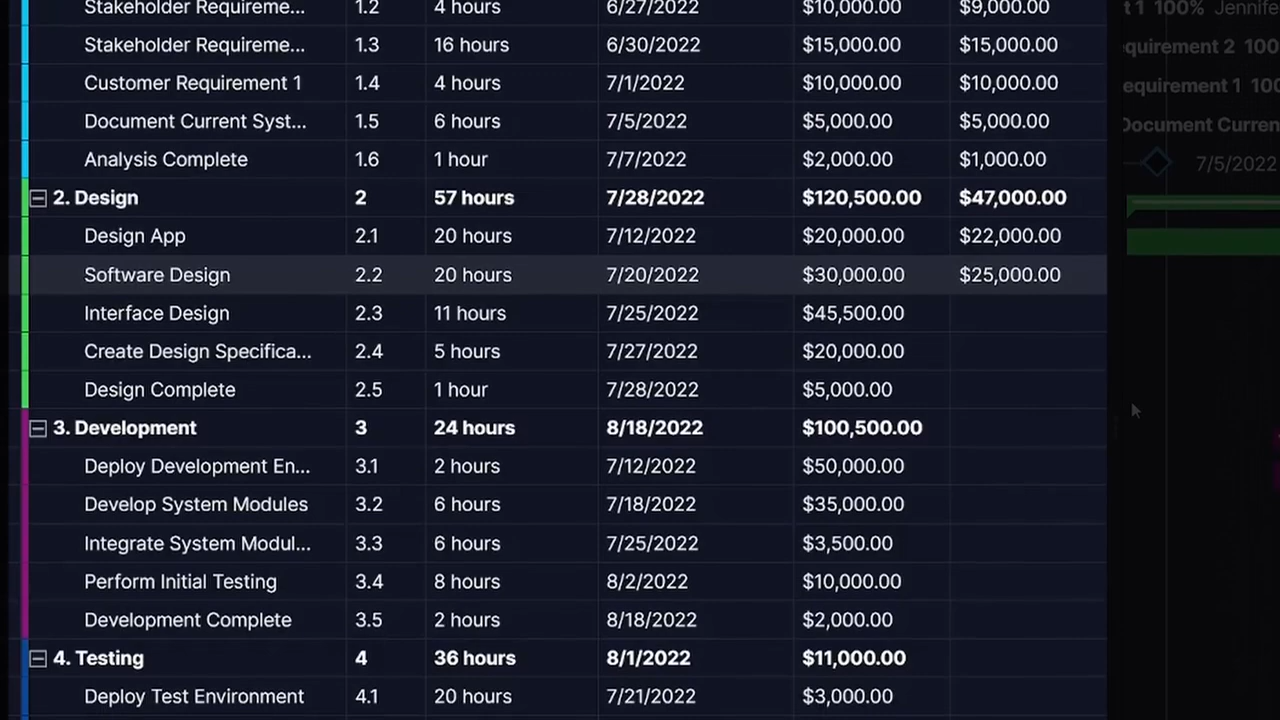 Stakeholder Requireme... 1.2 4 hours 6/27/2022 $10,000.00 $9,000.00 t 1 100% Jennife
Stakeholder Requireme... 1.3 16 hours 6/30/2022 $15,000.00 $15,000.00 equirement 2 100
Customer Requirement 1 1.4 4 hours 7/1/2022 $10,000.00 $10,000.00 equirement 1 100
Document Current Syst... 1.5 6 hours 7/5/2022 $5,000.00 $5,000.00 Document Curren
Analysis Complete 1.6 1 hour 7/7/2022 $2,000.00 $1,000.00 7/5/2022
2. Design 2 57 hours 7/28/2022 $120,500.00 $47,000.00
Design App 2.1 20 hours 7/12/2022 $20,000.00 $22,000.00
Software Design 2.2 20 hours 7/20/2022 $30,000.00 $25,000.00
Interface Design 2.3 11 hours 7/25/2022 $45,500.00
Create Design Specifica... 2.4 5 hours 7/27/2022 $20,000.00
Design Complete 2.5 1 hour 7/28/2022 $5,000.00
3. Development 3 24 hours 8/18/2022 $100,500.00
Deploy Development En... 3.1 2 hours 7/12/2022 $50,000.00
Develop System Modules 3.2 6 hours 7/18/2022 $35,000.00
Integrate System Modul... 3.3 6 hours 7/25/2022 $3,500.00
Perform Initial Testing 3.4 8 hours 8/2/2022 $10,000.00
Development Complete 3.5 2 hours 8/18/2022 $2,000.00
4. Testing 4 36 hours 8/1/2022 $11,000.00
Deploy Test Environment 4.1 20 hours 7/21/2022 $3,000.00